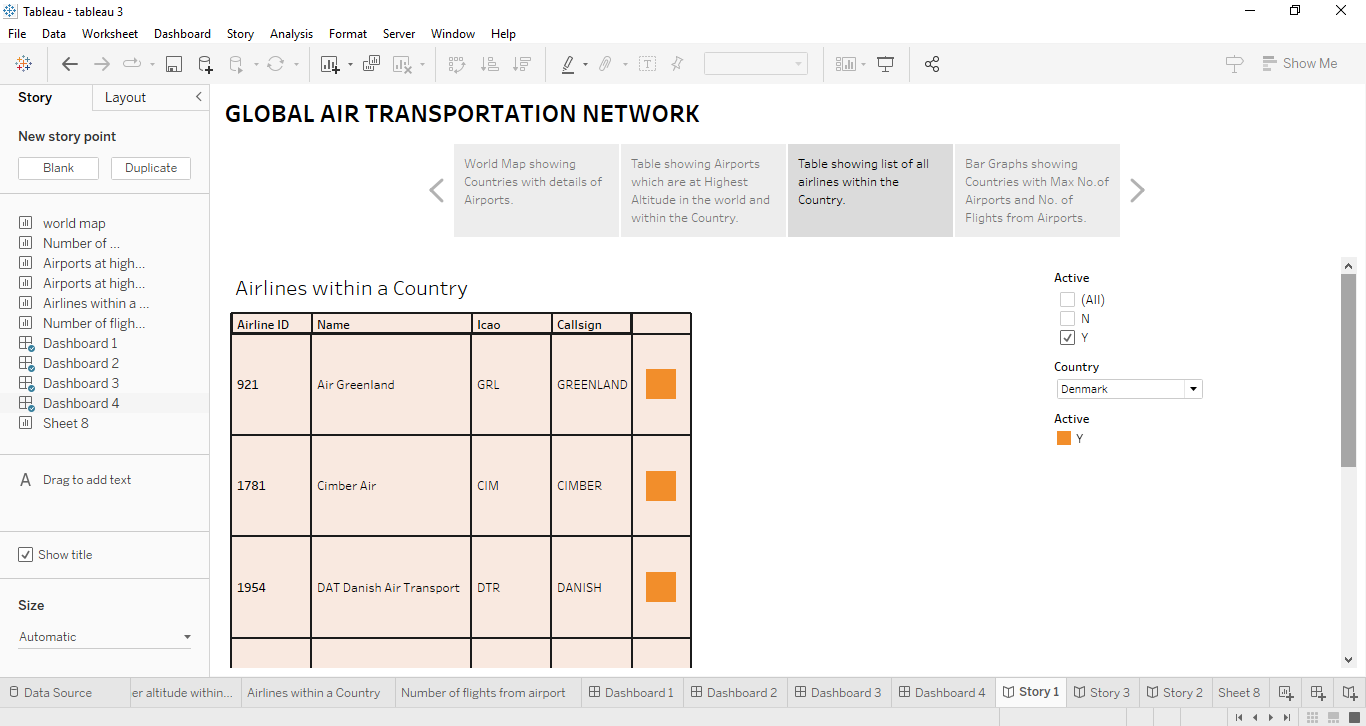 Tableau - tableau 3
File Data Worksheet Dashboard Story Analysis Format Server Window Help
Show Me
Story Layout
New story point
Blank Duplicate
world map
Number of ...
Airports at high...
Airports at high...
Airlines within a ...
Number of fligh...
Dashboard 1
Dashboard 2
Dashboard 3
Dashboard 4
Sheet 8
A Drag to add text
Show title
Size
Automatic
GLOBAL AIR TRANSPORTATION NETWORK
World Map showing
Countries with details of
Airports.
Table showing Airports
which are at Highest
Altitude in the world and
within the Country.
Table showing list of all
airlines within the
Country.
Bar Graphs showing
Countries with Max No.of
Airports and No. of
Flights from Airports.
Airlines within a Country
Airline ID Name Icao Callsign
921 Air Greenland GRL GREENLAND
1781 Cimber Air CIM CIMBER
1954 DAT Danish Air Transport DTR DANISH
Active
(All)
N
Y
Country
Denmark
Active
Y
Data Source er altitude within... Airlines within a Country Number of flights from airport Dashboard 1 Dashboard 2 Dashboard 3 Dashboard 4 Story 1 Story 3 Story 2 Sheet 8